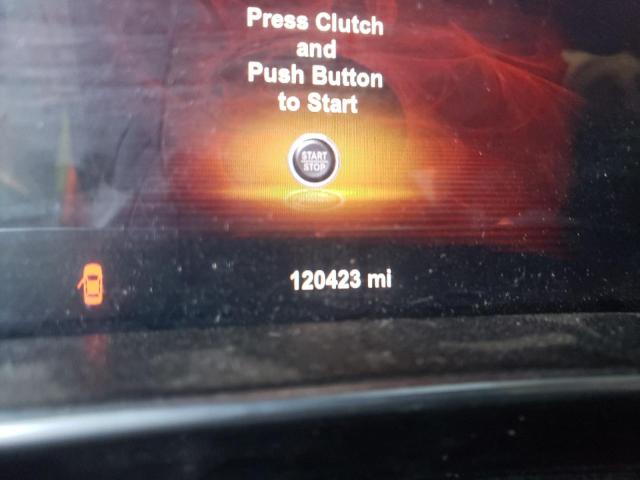 Press Clutch
and
Push Button
to Start
START
STOP
120423 mi